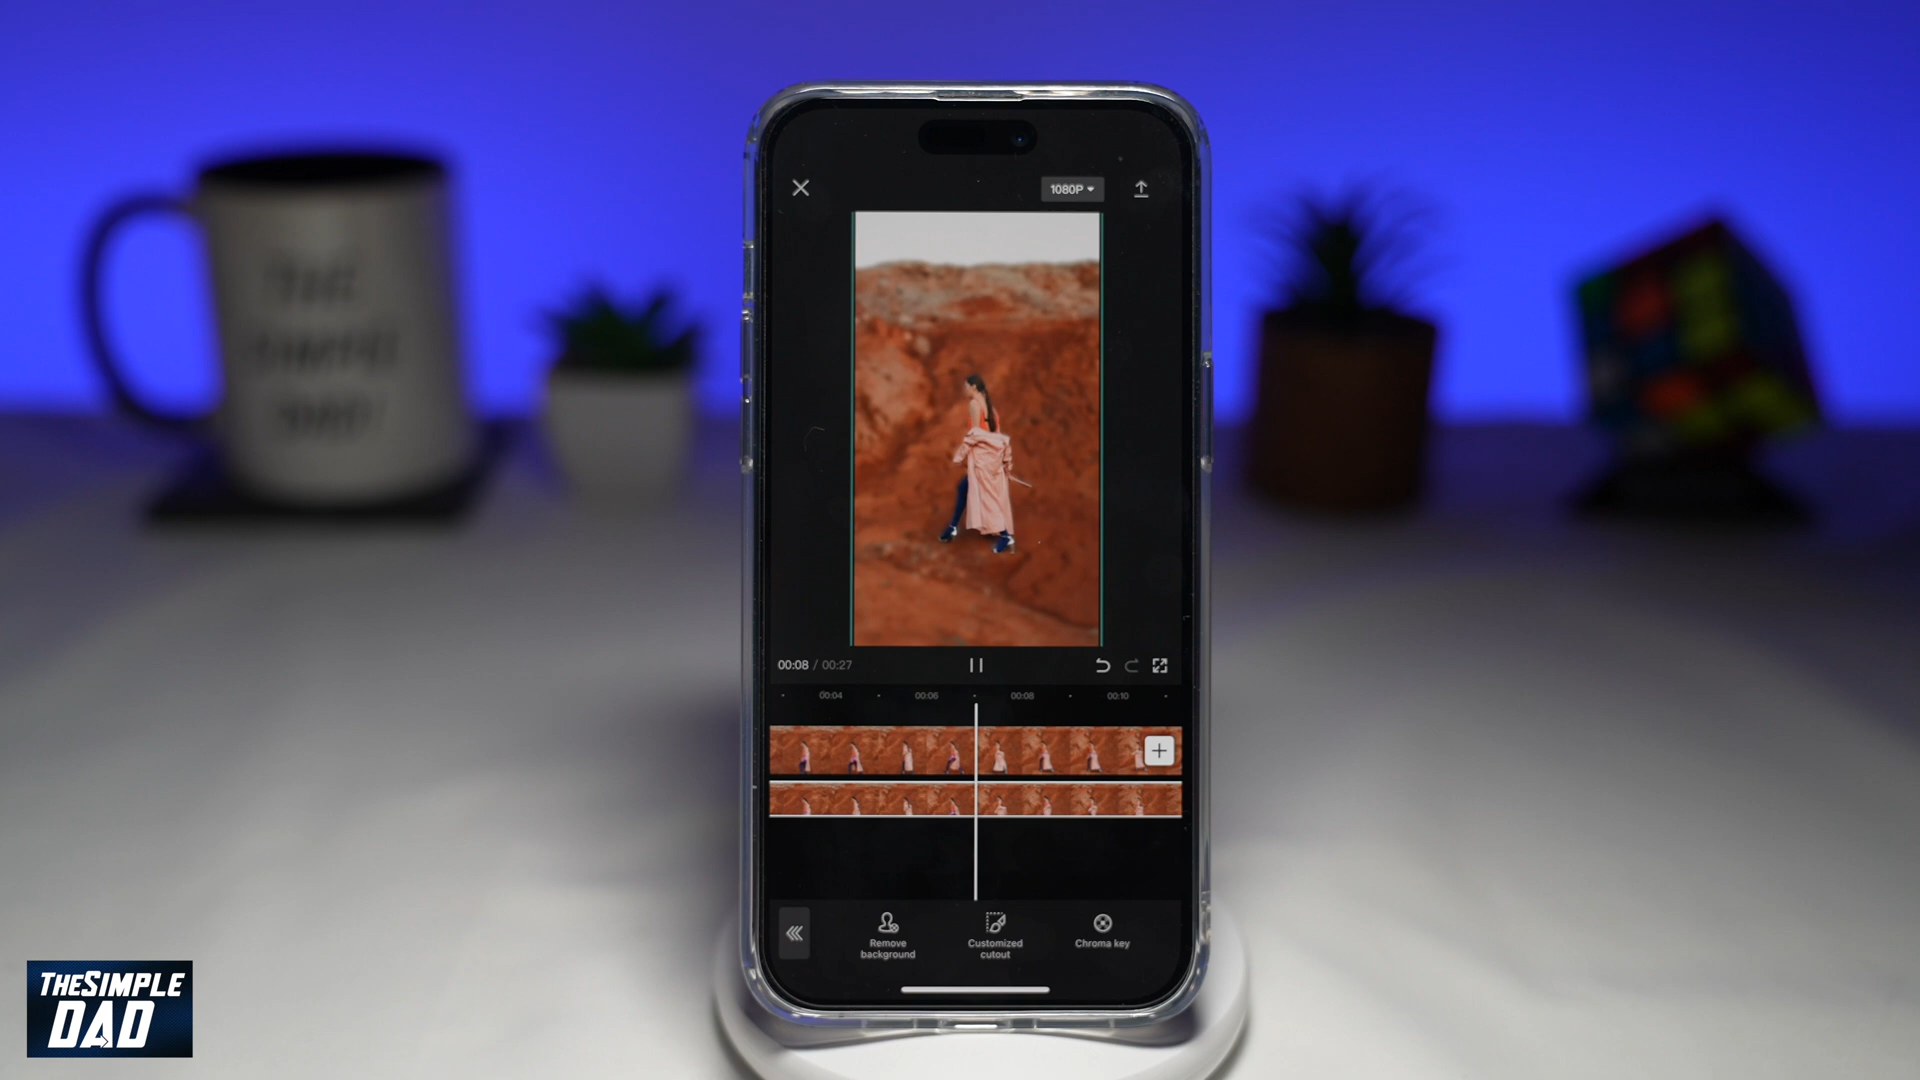 1080P
00:08 / 00:27
00:04 00:06 00:08 00:10
Remove
background
Customized
cutout
Chroma key
THESIMPLE
DAD